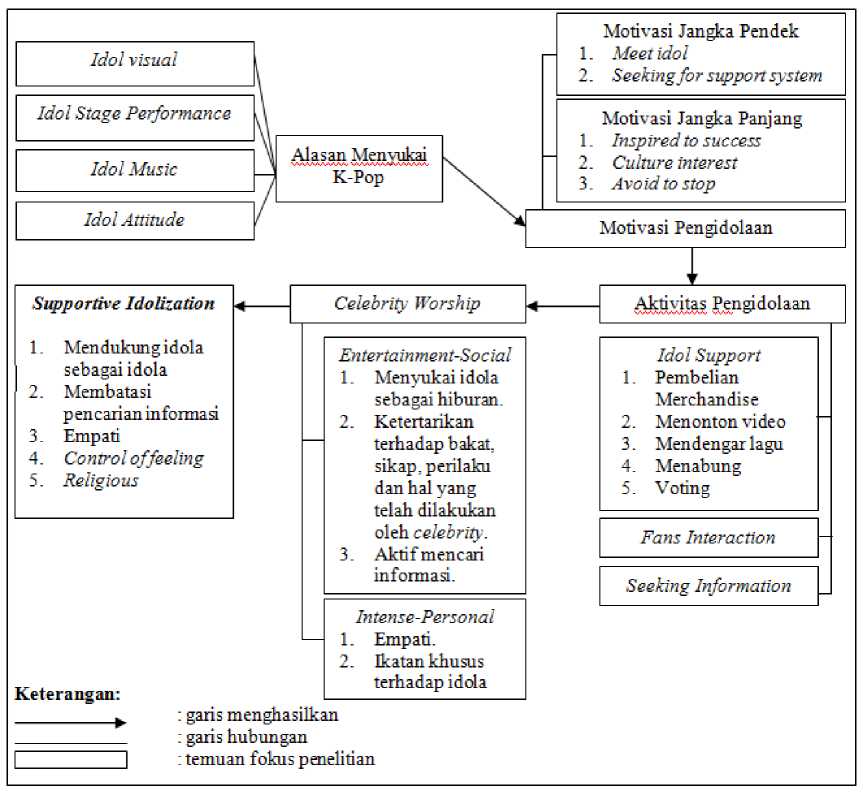 Idol visual
Idol Stage Performance
Idol Music
Idol Attitude
Alasan Menyukai
K-Pop
Motivasi Jangka Pendek
1. Meet idol
2. Seeking for support system
Motivasi Jangka Panjang
1. Inspired to success
2. Culture interest
3. Avoid to stop
Motivasi Pengidolaan
Aktivitas Pengidolaan
Idol Support
1. Pembelian
Merchandise
2. Menonton video
3. Mendengar lagu
4. Menabung
5. Voting
Fans Interaction
Seeking Information
Celebrity Worship
Entertainment-Social
1. Menyukai idola
sebagai hiburan.
2. Ketertarikan
terhadap bakat,
sikap, perilaku
dan hal yang
telah dilakukan
oleh celebrity.
3. Aktif mencari
informasi.
Intense-Personal
1. Empati.
2. Ikatan khusus
terhadap idola
Supportive Idolization
1. Mendukung idola
sebagai idola
2. Membatasi
pencarian informasi
3. Empati
4. Control of feeling
5. Religious
Keterangan:
: garis menghasilkan
: garis hubungan
: temuan fokus penelitian